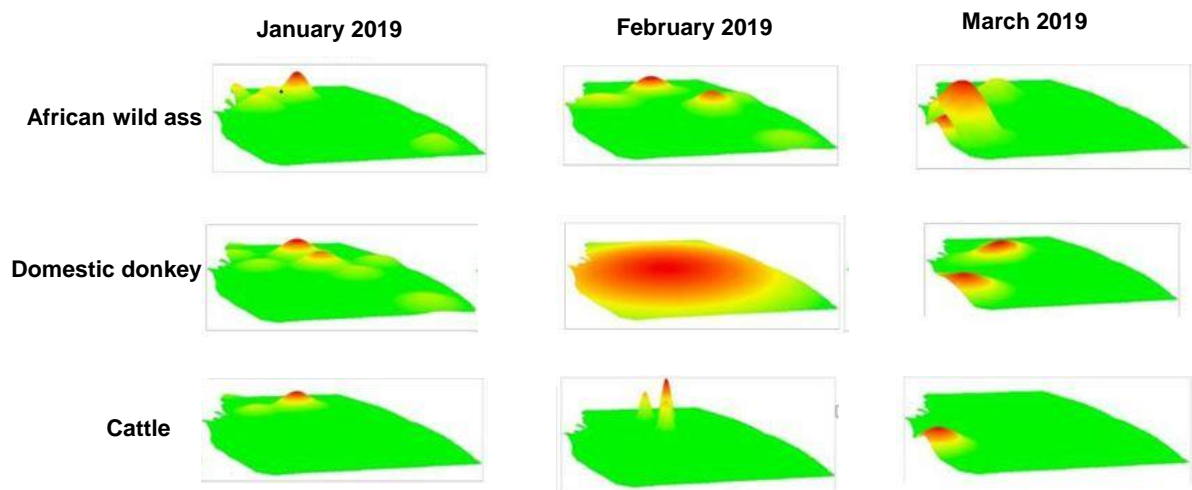 January 2019
February 2019
March 2019
African wild ass
Domestic donkey
Cattle